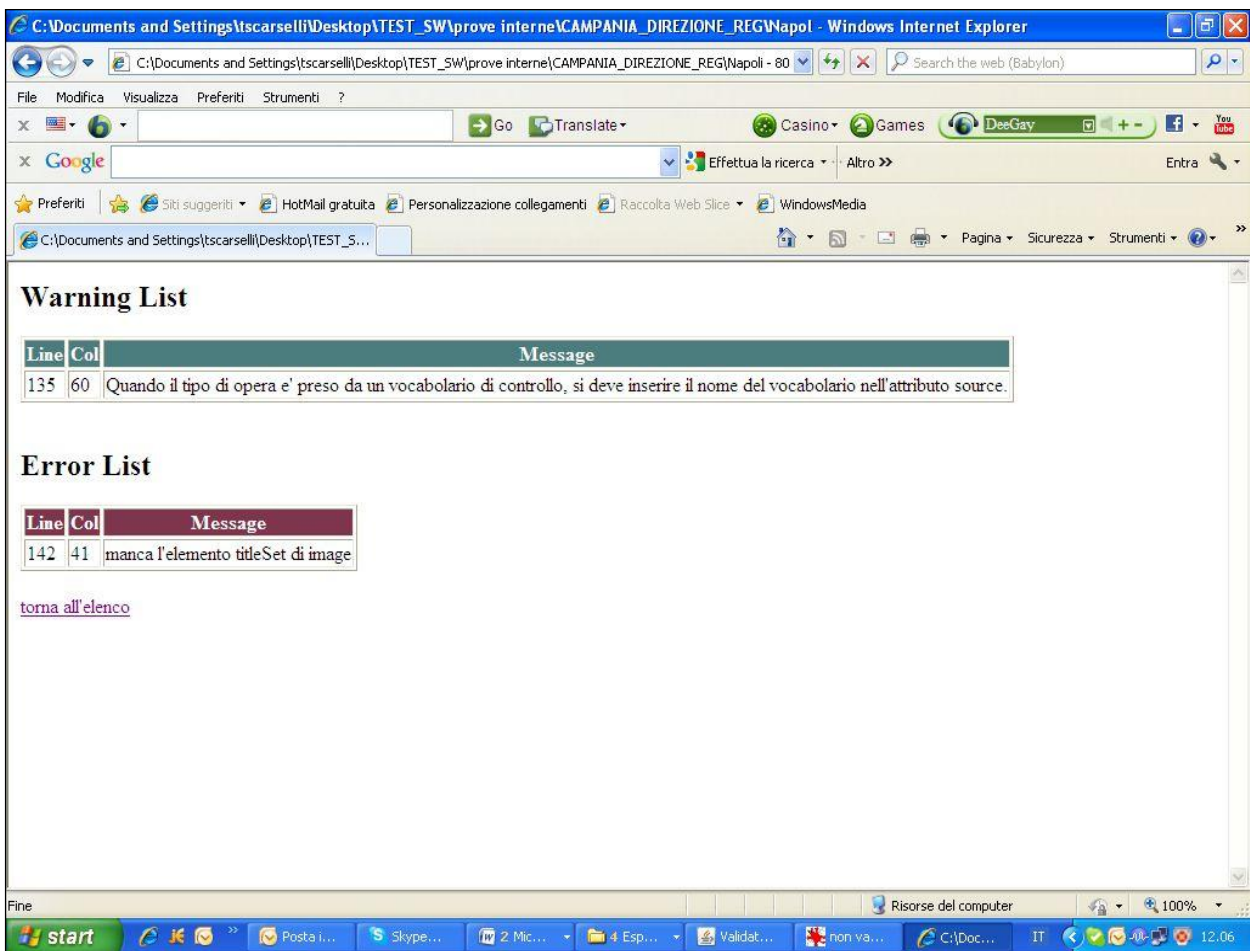 C:\Documents and Settings\tscarselli\Desktop\TEST_SW\prove interne\CAMPANIA_DIREZIONE_REG\Napol - Windows Internet Explorer
C:\Documents and Settings\tscarselli\Desktop\TEST_SW\prove interne\CAMPANIA_DIREZIONE_REG\Napoli - 80 Search the web (Babylon)
File Modifica Visualizza Preferiti Strumenti ?
x Go Translate Casino Games DeeGay + - You Tube
x Google Effettua la ricerca Altro >> Entra
Preferiti Siti suggeriti HotMail gratuita Personalizzazione collegamenti Raccolta Web Slice WindowsMedia
C:\Documents and Settings\tscarselli\Desktop\TEST_S... Pagina Sicurezza Strumenti >>
Warning List
Line Col Message
135 60 Quando il tipo di opera e' preso da un vocabolario di controllo, si deve inserire il nome del vocabolario nell'attributo source.
Error List
Line Col Message
142 41 manca l'elemento titleSet di image
torna all'elenco
Fine Risorse del computer 100%
start Posta i... Skype... 2 Mic... 4 Esp... Validat... non va... C:\Doc... IT 12.06